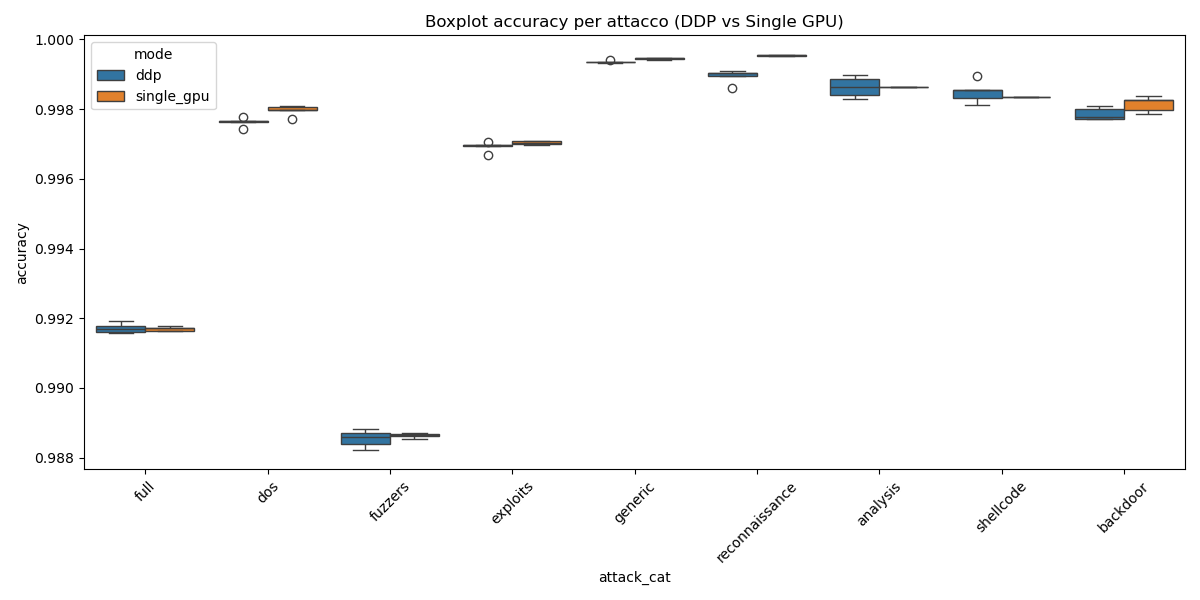 Boxplot accuracy per attacco (DDP vs Single GPU)
mode
ddp
single_gpu
accuracy
1.000
0.998
0.996
0.994
0.992
0.990
0.988
full
dos
fuzzers
exploits
generic
reconnaissance
analysis
shellcode
backdoor
attack_cat